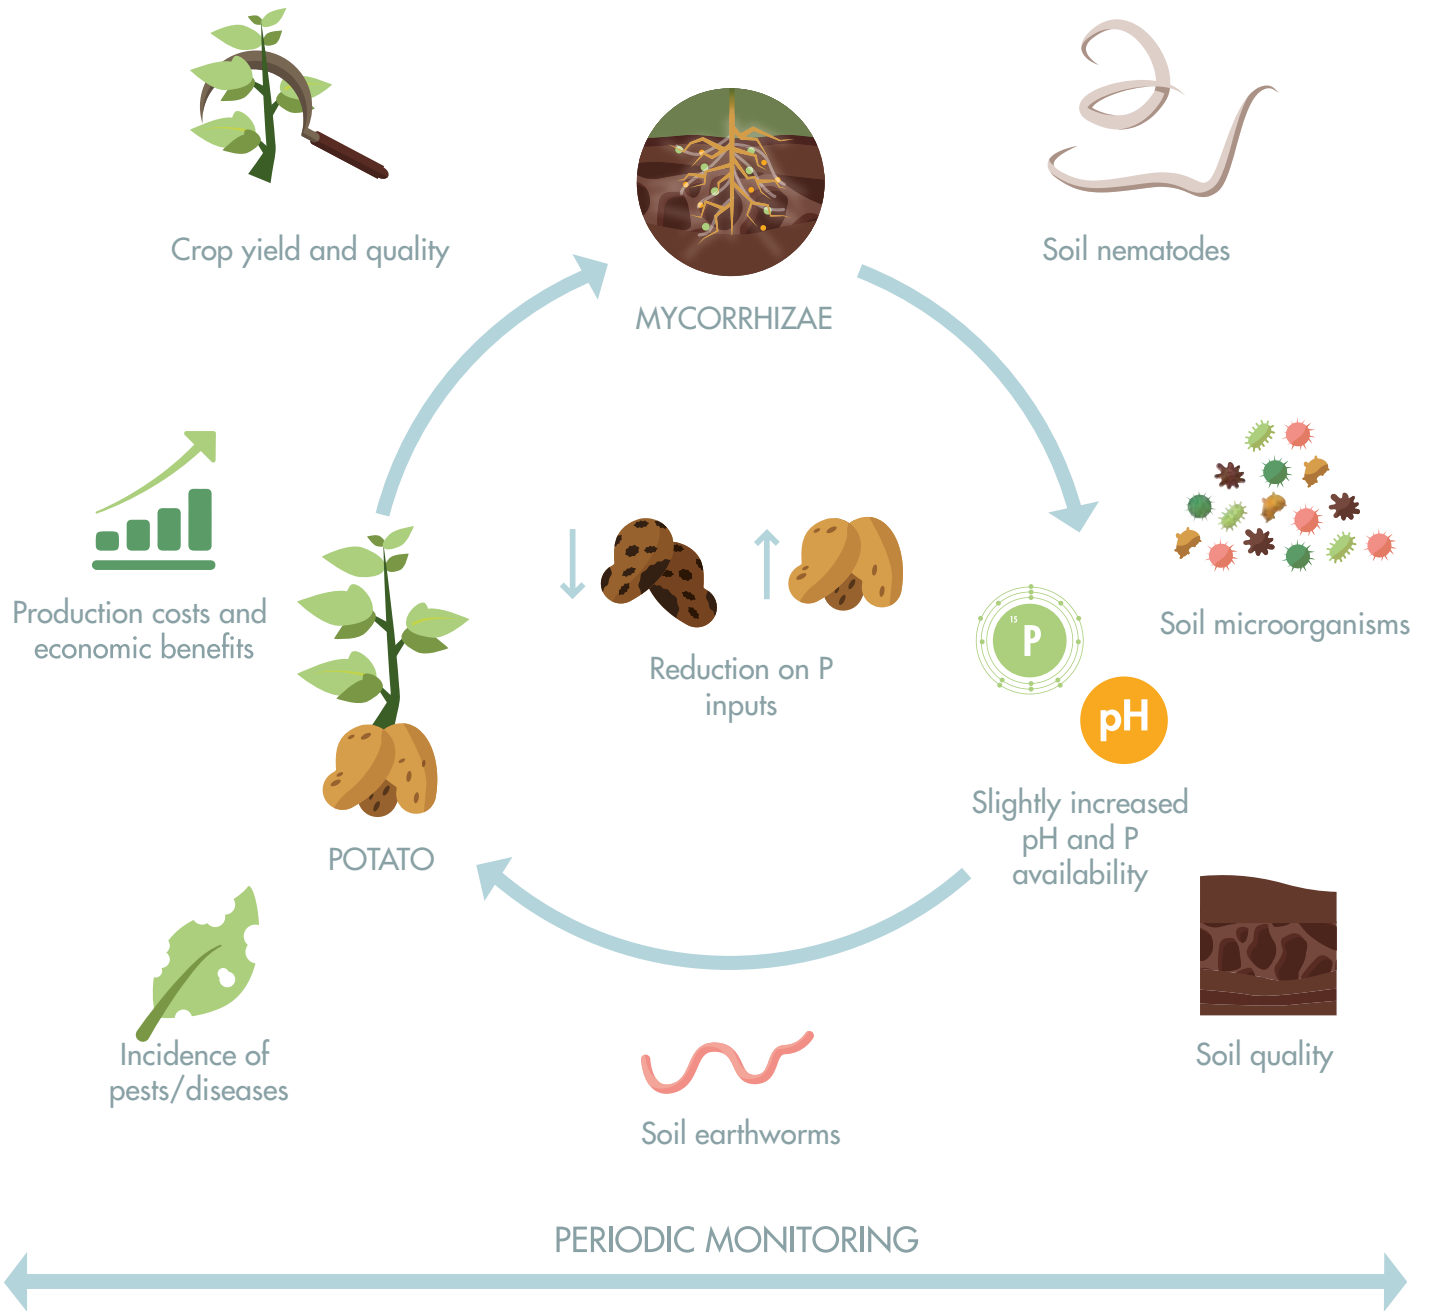 Crop yield and quality
Soil nematodes
MYCORRHIZAE
Production costs and
economic benefits
Reduction on P
inputs
15
P
pH
Soil microorganisms
Slightly increased
pH and P
availability
POTATO
Incidence of
pests/diseases
Soil earthworms
Soil quality
PERIODIC MONITORING